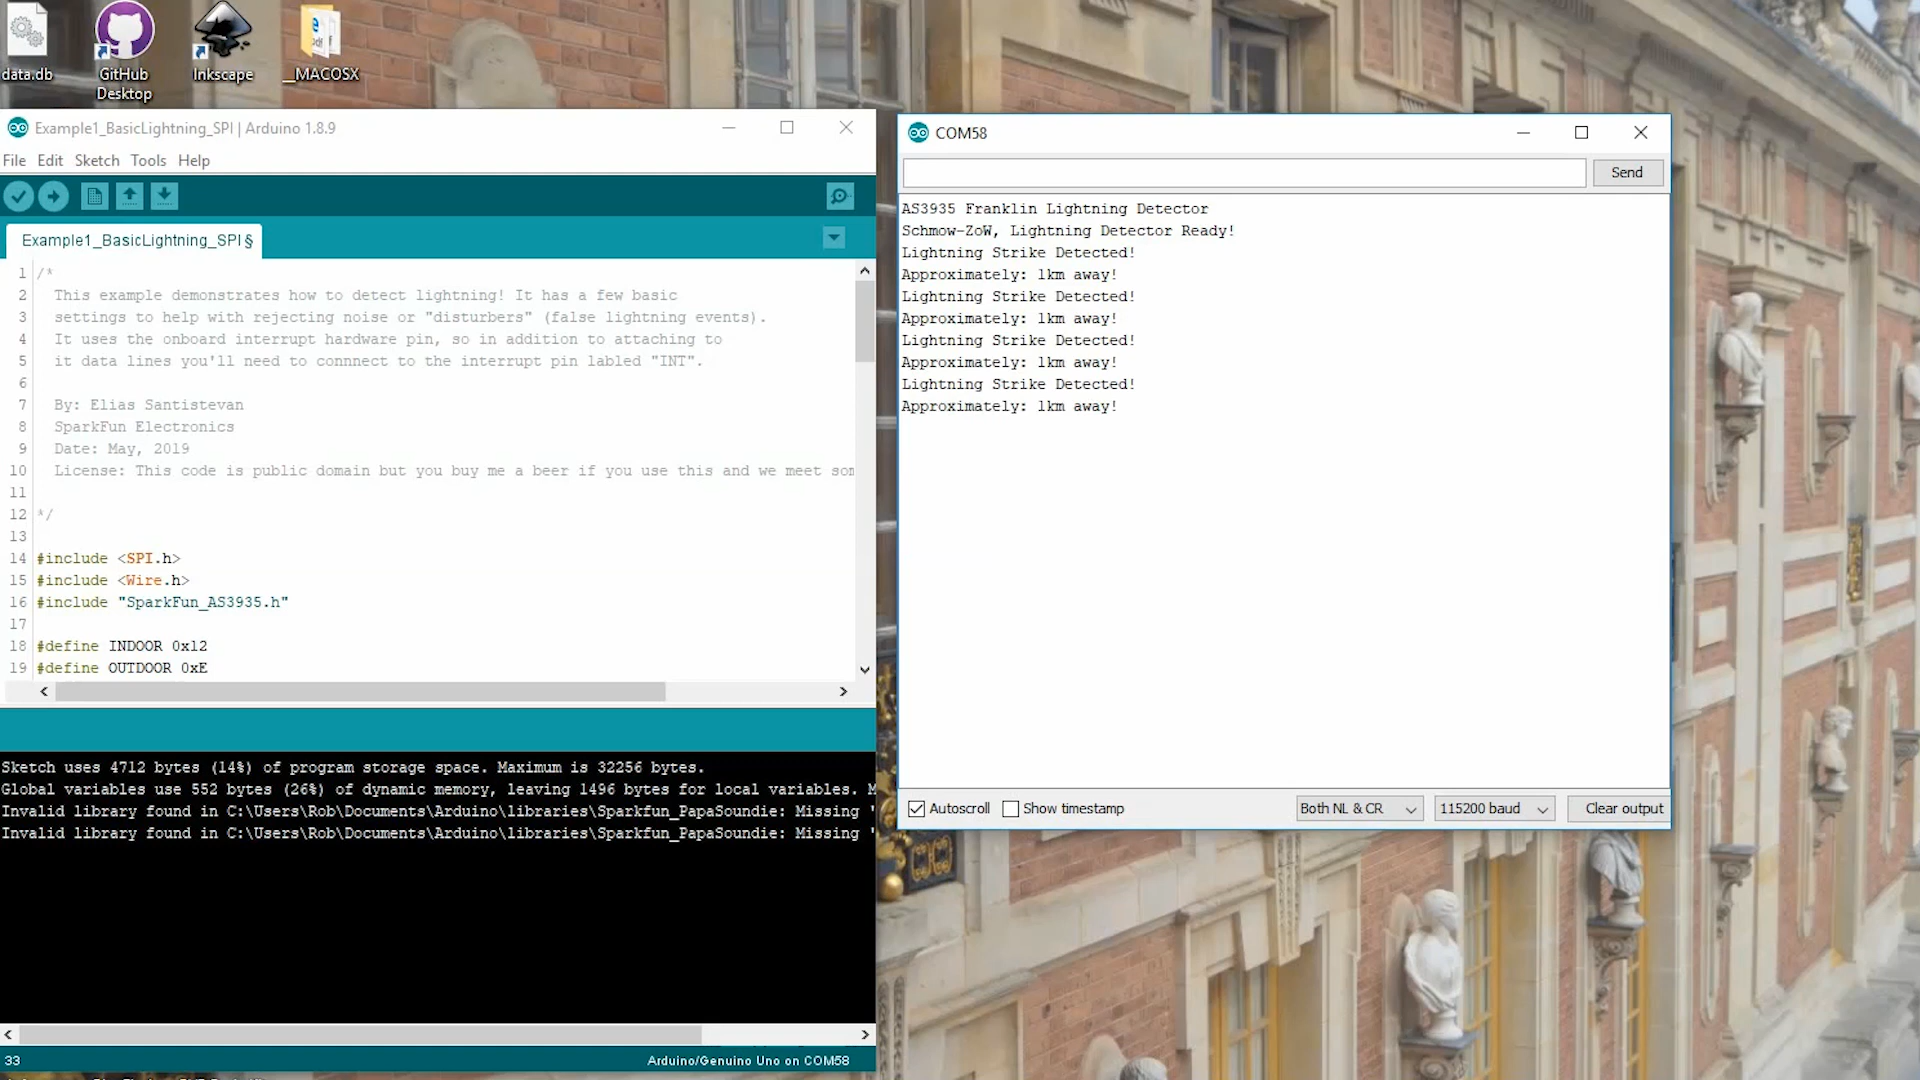 data.db
GitHub
Desktop
Inkscape
__MACOSX
Example1_BasicLightning_SPI | Arduino 1.8.9
File Edit Sketch Tools Help
Example1_BasicLightning_SPI §
1 /*
2 This example demonstrates how to detect lightning! It has a few basic
3 settings to help with rejecting noise or "disturbers" (false lightning events).
4 It uses the onboard interrupt hardware pin, so in addition to attaching to
5 it data lines you'll need to connnect to the interrupt pin labled "INT".
6
7 By: Elias Santistevan
8 SparkFun Electronics
9 Date: May, 2019
10 License: This code is public domain but you buy me a beer if you use this and we meet som
11
12 */
13
14 #include <SPI.h>
15 #include <Wire.h>
16 #include "SparkFun_AS3935.h"
17
18 #define INDOOR 0x12
19 #define OUTDOOR 0xE
Sketch uses 4712 bytes (14%) of program storage space. Maximum is 32256 bytes.
Global variables use 552 bytes (26%) of dynamic memory, leaving 1496 bytes for local variables. M
Invalid library found in C:\Users\Rob\Documents\Arduino\libraries\Sparkfun_PapaSoundie: Missing '
Invalid library found in C:\Users\Rob\Documents\Arduino\libraries\Sparkfun_PapaSoundie: Missing '
33
Arduino/Genuino Uno on COM58
COM58
Send
AS3935 Franklin Lightning Detector
Schmow-ZoW, Lightning Detector Ready!
Lightning Strike Detected!
Approximately: 1km away!
Lightning Strike Detected!
Approximately: 1km away!
Lightning Strike Detected!
Approximately: 1km away!
Lightning Strike Detected!
Approximately: 1km away!
Autoscroll
Show timestamp
Both NL & CR
115200 baud
Clear output